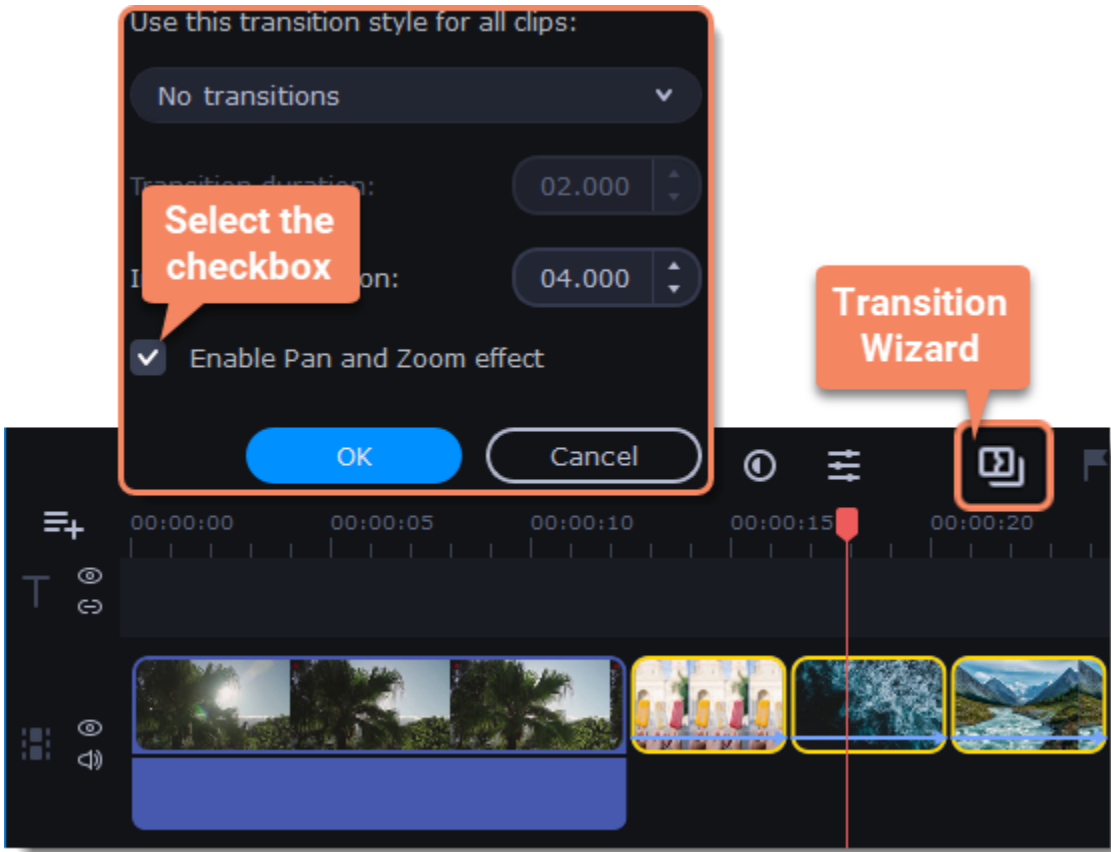 Use this transition style for all clips:
No transitions
Transition duration:
02.000
Select the
checkbox
on:
04.000
Enable Pan and Zoom effect
OK
Cancel
Transition
Wizard
00:00:00
00:00:05
00:00:10
00:00:15
00:00:20
T